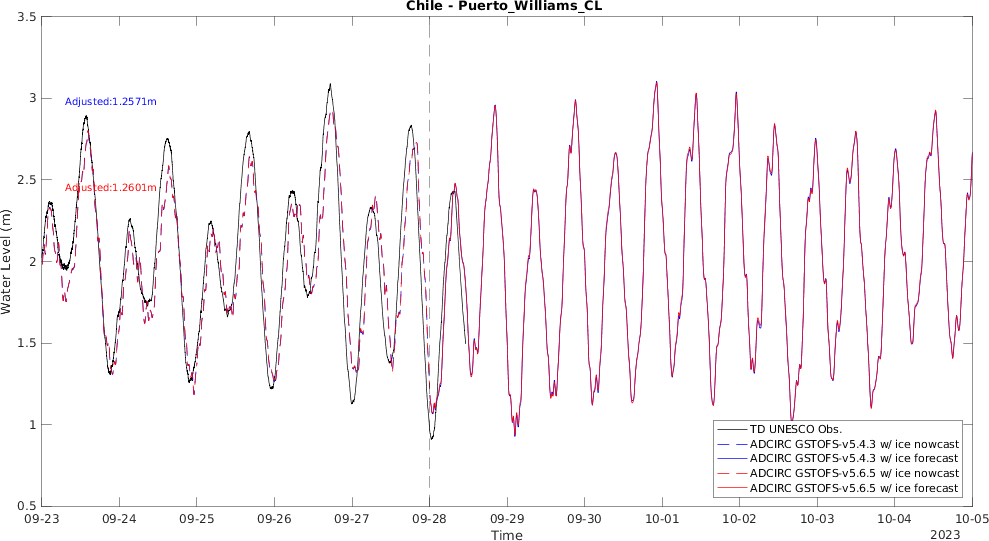 Chile - Puerto_Williams_CL
3.5
3
2.5
2
1.5
1
0.5
Water Level (m)
Adjusted:1.2571m
Adjusted:1.2601m
TD UNESCO Obs.
ADCIRC GSTOFS-v5.4.3 w/ ice nowcast
ADCIRC GSTOFS-v5.4.3 w/ ice forecast
ADCIRC GSTOFS-v5.6.5 w/ ice nowcast
ADCIRC GSTOFS-v5.6.5 w/ ice forecast
09-23 09-24 09-25 09-26 09-27 09-28 09-29 09-30 10-01 10-02 10-03 10-04 10-05
Time
2023